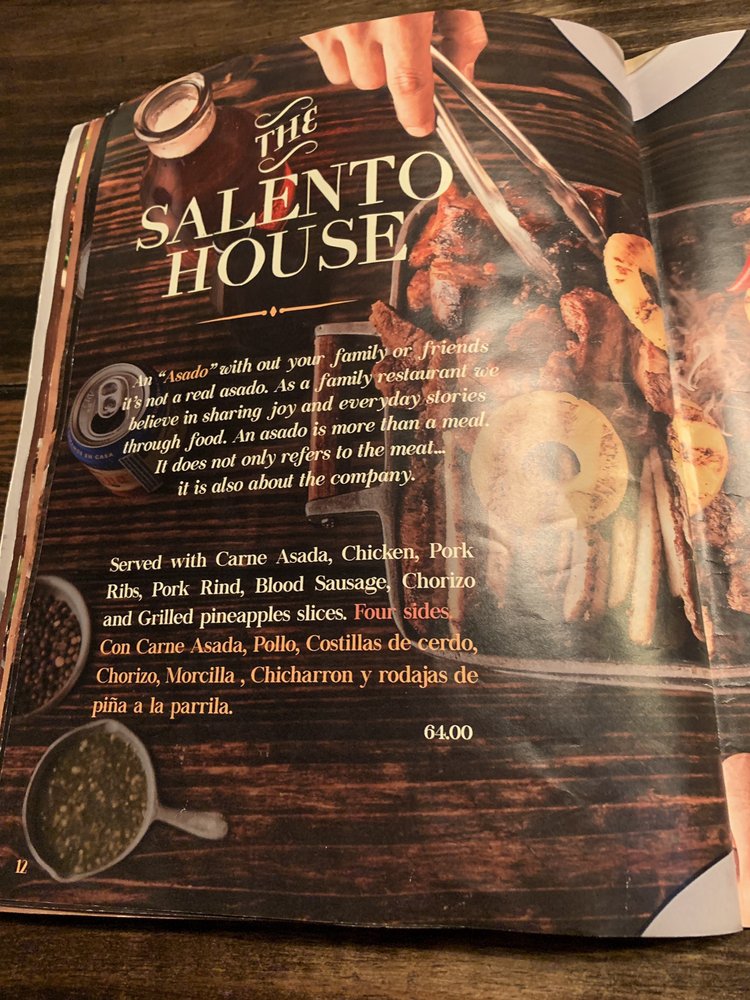 THE
SALENTO
HOUSE
An "Asado" with out your family or friends
it's not a real asado. As a family restaurant we
believe in sharing joy and everyday stories
through food. An asado is more than a meal.
It does not only refers to the meat...
it is also about the company.
Served with Carne Asada, Chicken, Pork
Ribs, Pork Rind, Blood Sausage, Chorizo
and Grilled pineapples slices. Four sides.
Con Carne Asada, Pollo, Costillas de cerdo,
Chorizo, Morcilla , Chicharron y rodajas de
piña a la parrila.
64.00
EN CASA
12